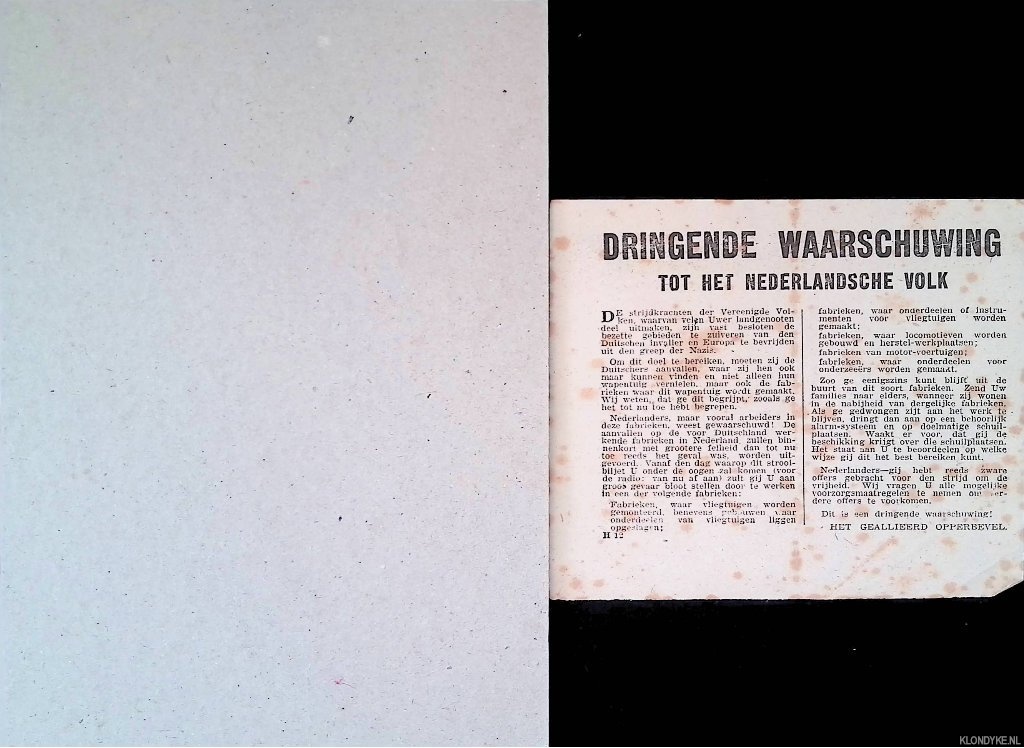 DRINGENDE WAARSCHUWING
TOT HET NEDERLANDSCHE VOLK
DE strijdkrachten der Vereenigde Vol-
ken, waarvan velen Uwer landgenooten
deel uitmaken, zijn vast besloten de
bezette gebieden te zuiveren van den
Duitschen invaller en Europa te bevrijden
uit den greep der Nazis.
Om dit doel te bereiken, moeten zij de
Duitschers aanvallen, waar zij hen ook
maar kunnen vinden en niet alleen hun
wapentuig vernielen, maar ook de fab-
rieken waar dit wapentuig wordt gemaakt.
Wij weten, dat ge dit begrijpt, zooals ge
het tot nu toe hebt begrepen.
Nederlanders, maar vooral arbeiders in
deze fabrieken, weest gewaarschuwd! De
aanvallen op de voor Duitschland wer-
kende fabrieken in Nederland, zullen bin-
nenkort met grootere felheid dan tot nu
toe reeds het geval was, worden uit-
gevoerd. Vanaf den dag waarop dit strooi-
biljet U onder de oogen zal komen (voor
de radio: van nu af aan) zult gij U aan
groot gevaar bloot stellen door te werken
in een der volgende fabrieken:
Fabrieken, waar vliegtuigen worden
gemonteerd, benevens gebouwen waar
onderdeelen van vliegtuigen liggen
opgeslagen;
H 12
fabrieken, waar onderdeelen of instru-
menten voor vliegtuigen worden
gemaakt;
fabrieken, waar locomotieven worden
gebouwd en herstel-werkplaatsen;
fabrieken van motor-voertuigen;
fabrieken, waar onderdeelen voor
onderzeeërs worden gemaakt.
Zoo ge eenigszins kunt blijft uit de
buurt van dit soort fabrieken. Zend Uw
families naar elders, wanneer zij wonen
in de nabijheid van dergelijke fabrieken.
Als ge gedwongen zijt aan het werk te
blijven, dringt dan aan op een behoorlijk
alarm-systeem en op doelmatige schuil-
plaatsen. Waakt er voor, dat gij de
beschikking krijgt over die schuilplaatsen.
Het staat aan U te beoordeelen op welke
wijze gij dit het best bereiken kunt.
Nederlanders—gij hebt reeds zware
offers gebracht voor den strijd om de
vrijheid. Wij vragen U alle mogelijke
voorzorgsmaatregelen te nemen om
dere offers te voorkomen.
Dit is een dringende waarschuwing!
HET GEALLIEERD OPPERBEVEL.
KLONDYKE.NL